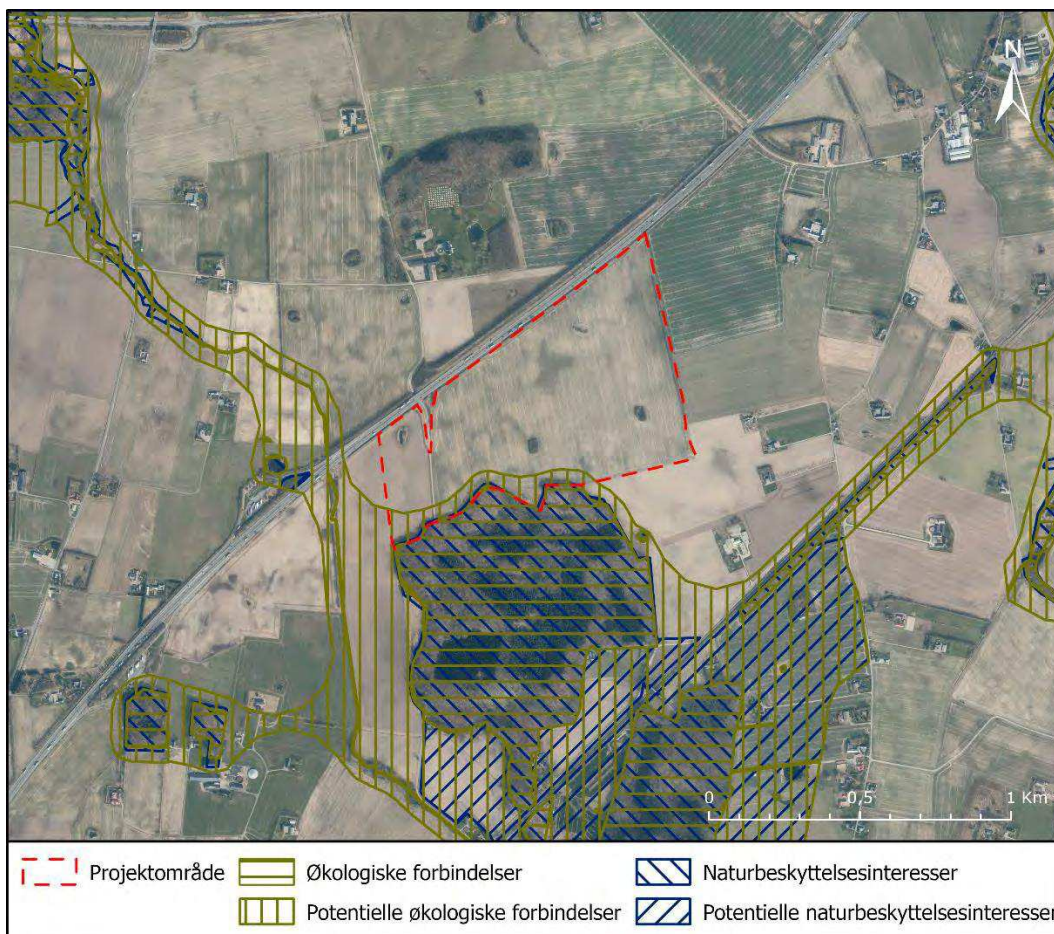 N
0 0,5 1 Km
Projektområde Økologiske forbindelser Naturbeskyttelsesinteresser
Potentielle økologiske forbindelser Potentielle naturbeskyttelsesinteresser